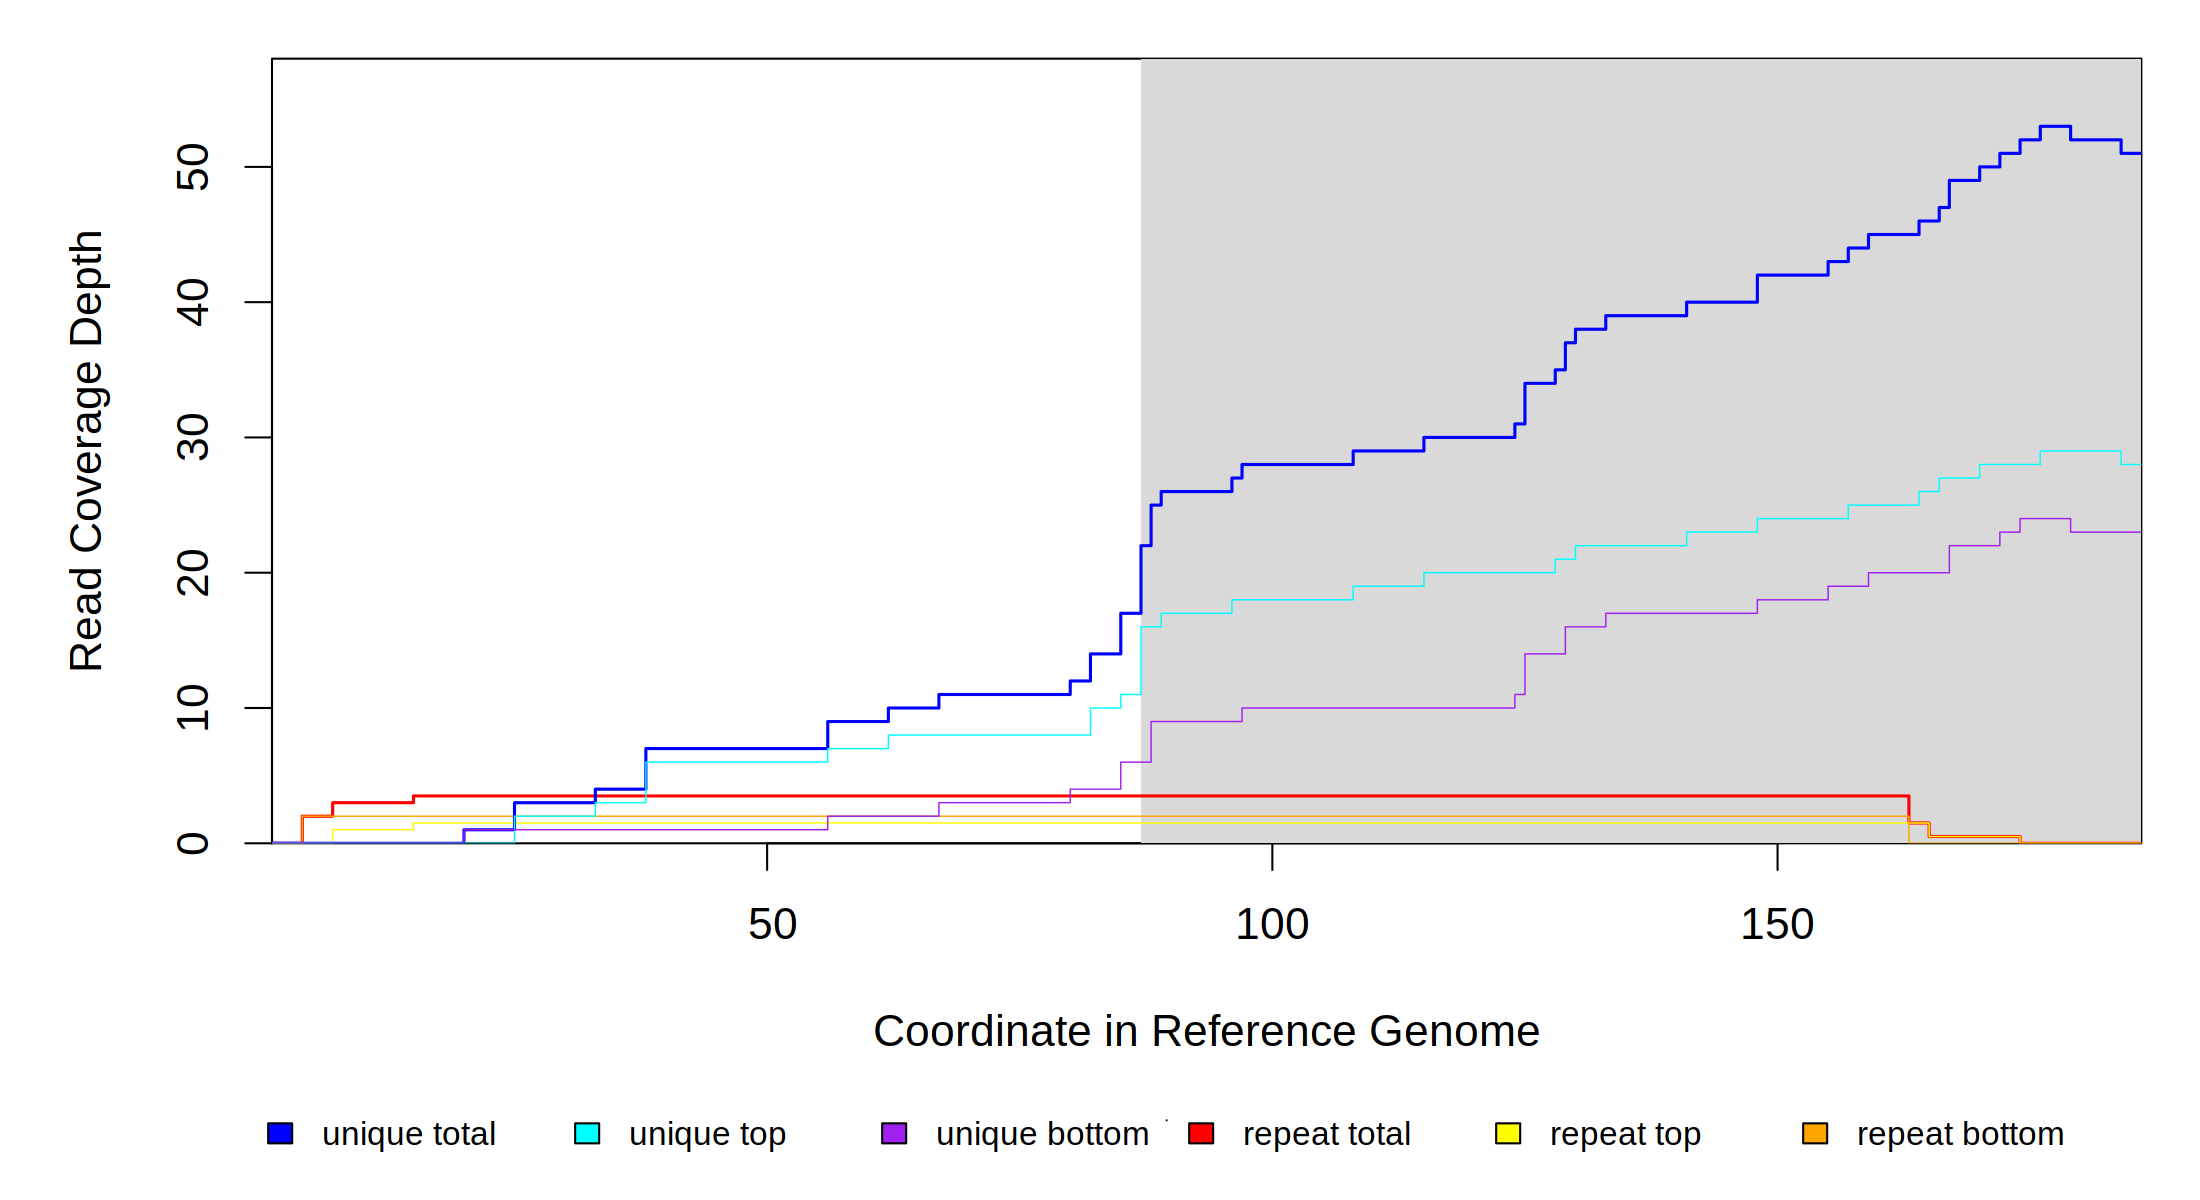 Read Coverage Depth
50
40
30
20
10
0
50 100 150
Coordinate in Reference Genome
unique total unique top unique bottom repeat total repeat top repeat bottom